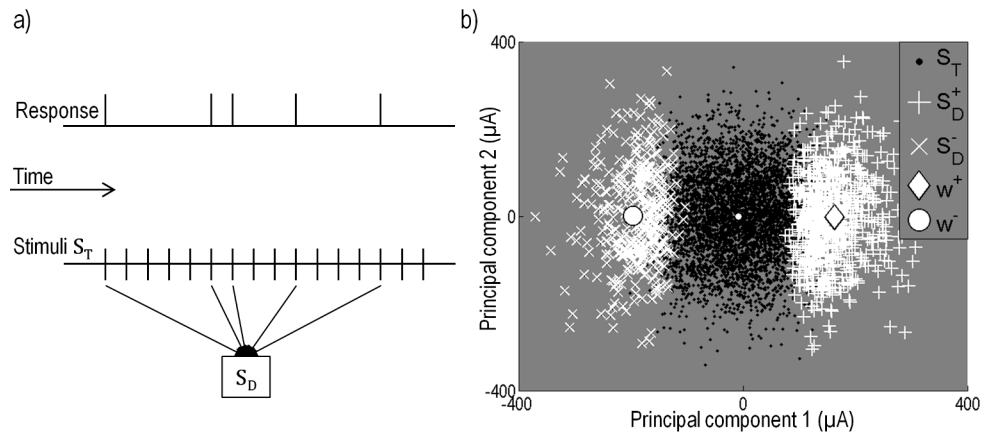 a)
Response
Time
Stimuli S_T
S_D
b)
400
0
-400
-400
0
400
Principal component 2 (µA)
Principal component 1 (µA)
S_T
S_D^+
S_D^-
w^+
w^-